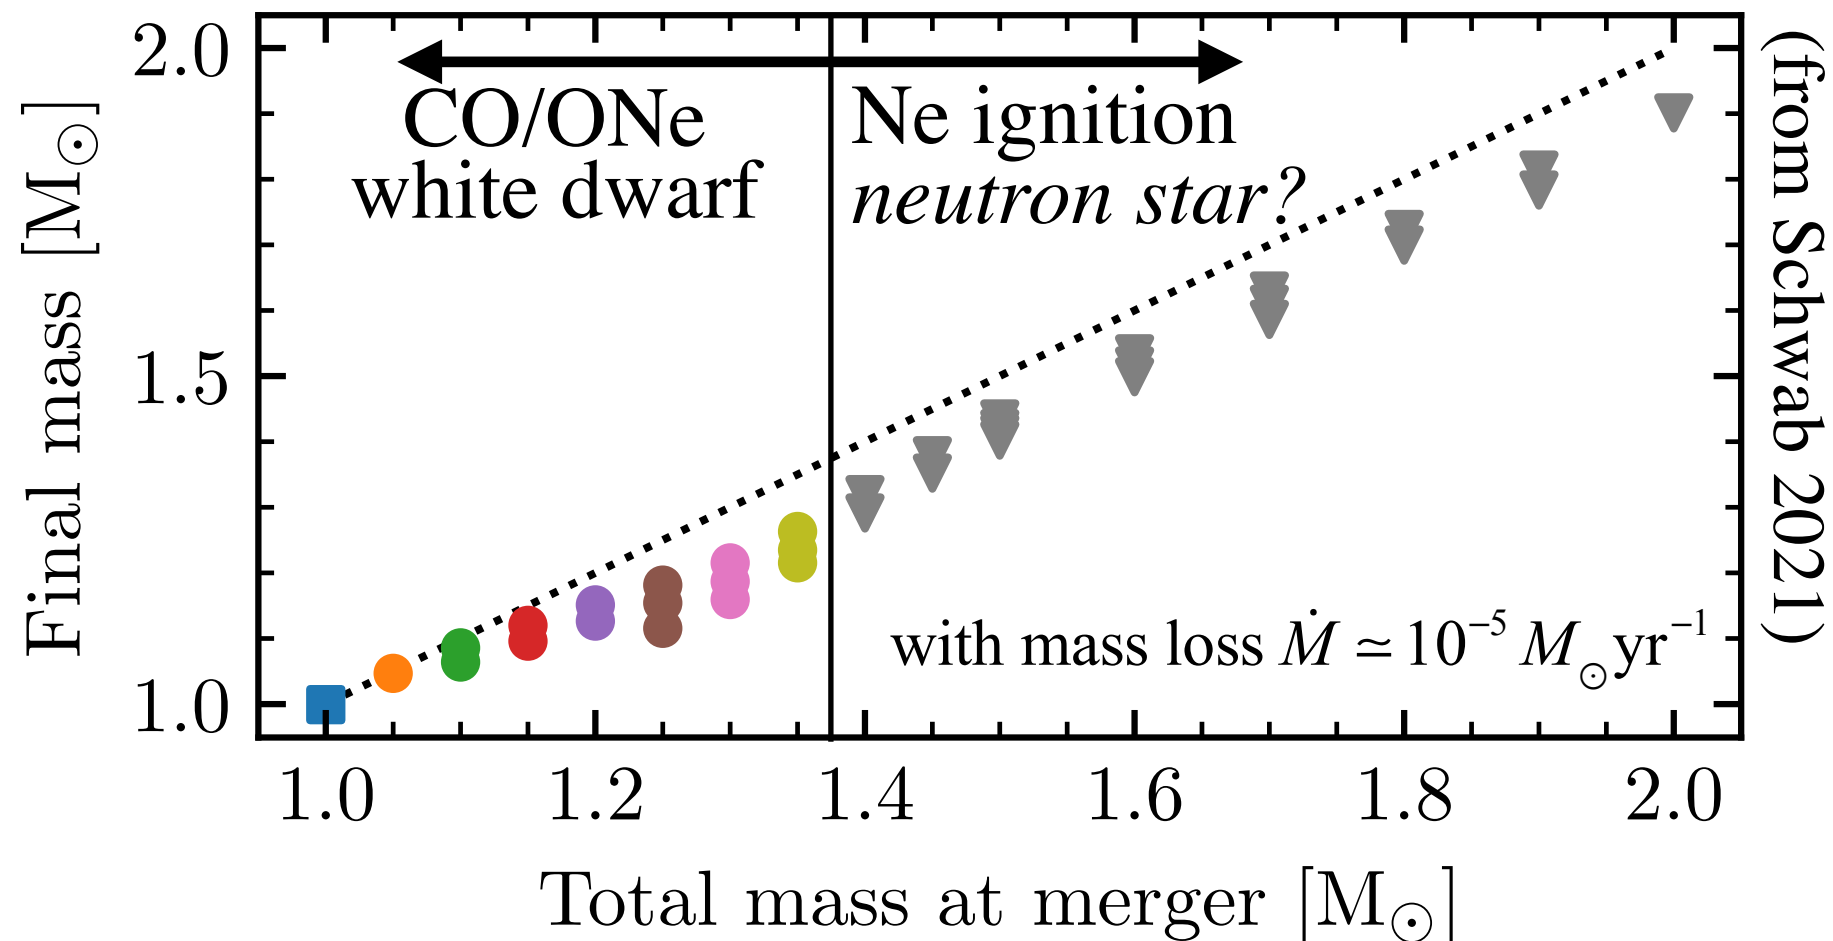 2.0
1.5
1.0
Final mass [M☉]
CO/ONe
white dwarf
Ne ignition
neutron star?
with mass loss Ṁ ≃ 10⁻⁵ M☉yr⁻¹
(from Schwab 2021)
1.0 1.2 1.4 1.6 1.8 2.0
Total mass at merger [M☉]